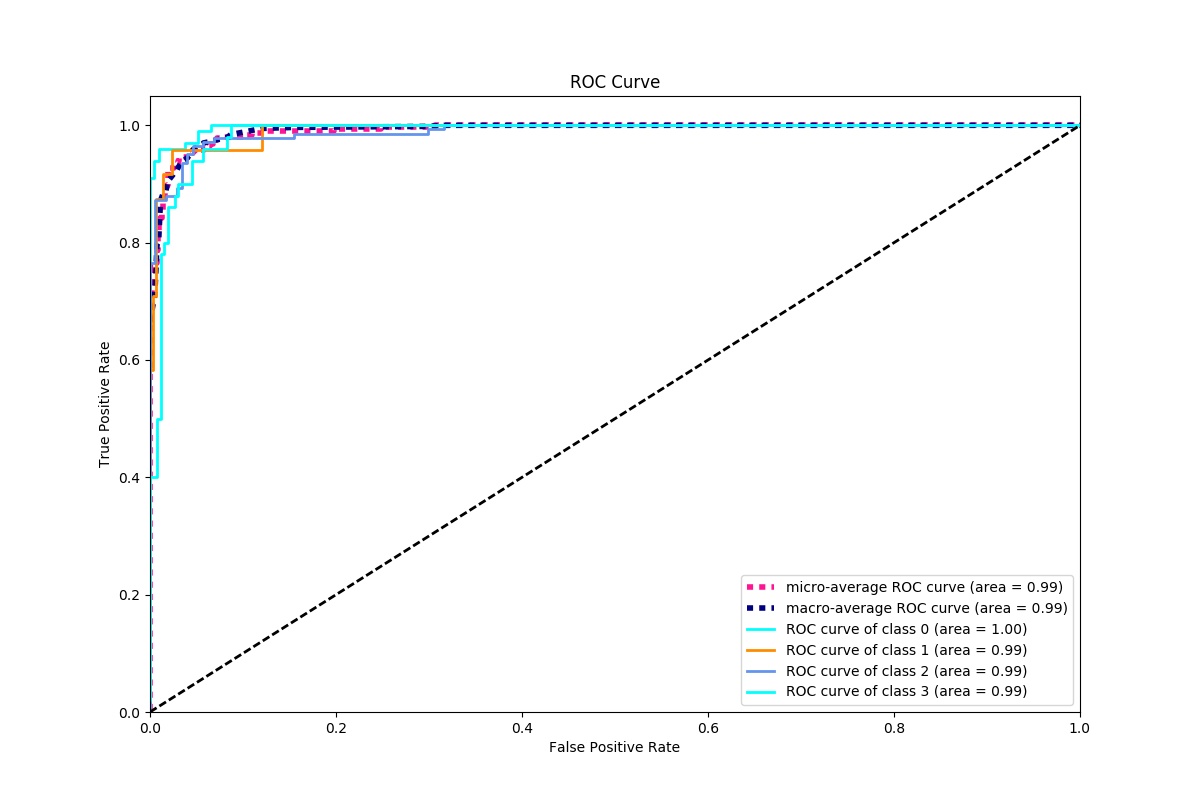 ROC Curve
1.0
0.8
0.6
0.4
0.2
0.0
True Positive Rate
micro-average ROC curve (area = 0.99)
macro-average ROC curve (area = 0.99)
ROC curve of class 0 (area = 1.00)
ROC curve of class 1 (area = 0.99)
ROC curve of class 2 (area = 0.99)
ROC curve of class 3 (area = 0.99)
0.0 0.2 0.4 0.6 0.8 1.0
False Positive Rate